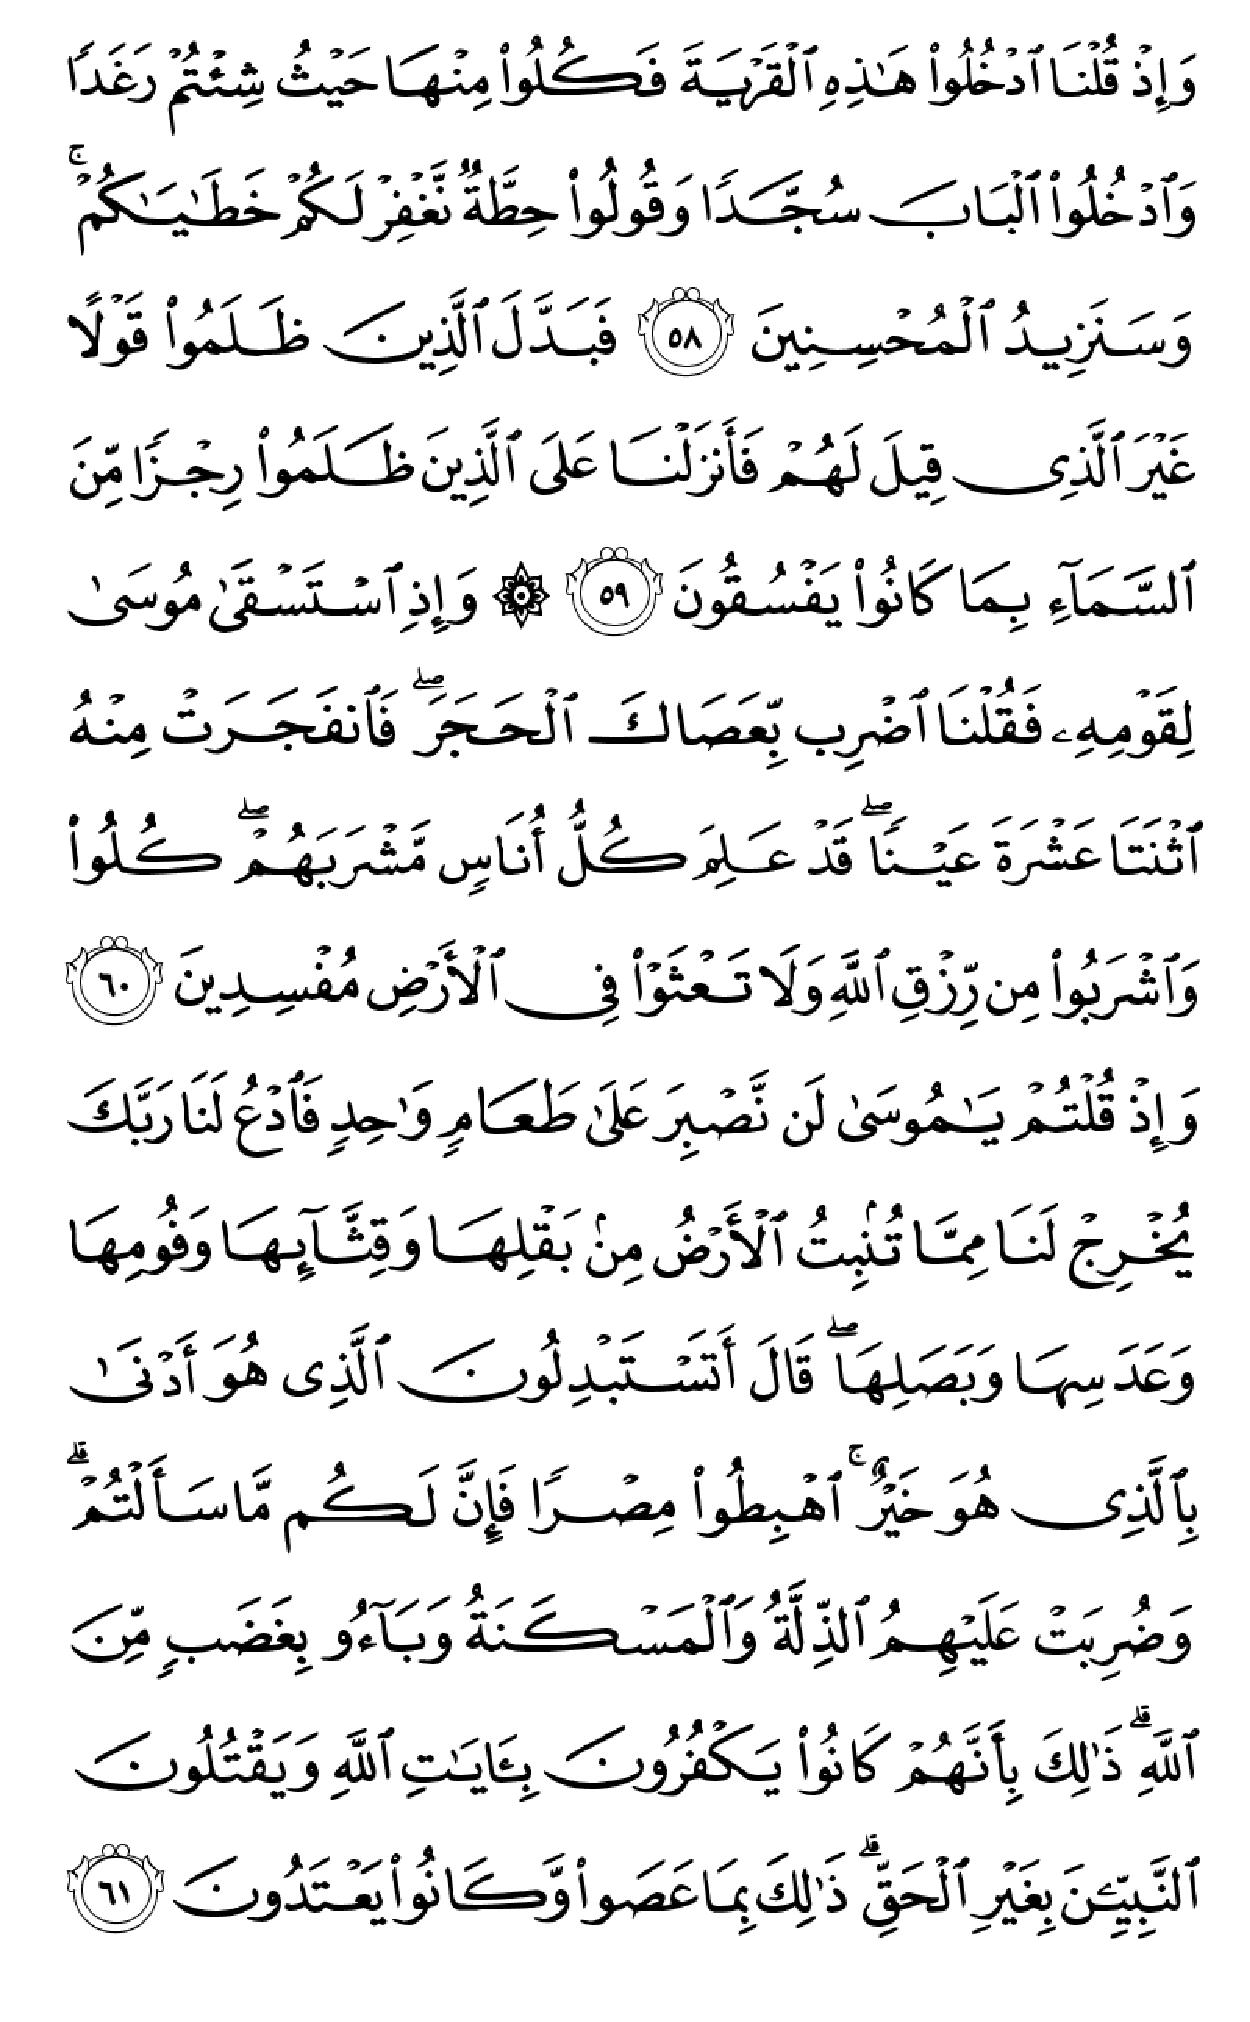 وَإِذۡ قُلۡنَا ٱدۡخُلُواْ هَٰذِهِ ٱلۡقَرۡيَةَ فَكُلُواْ مِنۡهَا حَيۡثُ شِئۡتُمۡ رَغَدٗا
وَٱدۡخُلُواْ ٱلۡبَابَ سُجَّدٗا وَقُولُواْ حِطَّةٞ نَّغۡفِرۡ لَكُمۡ خَطَٰيَٰكُمۡۚ
وَسَنَزِيدُ ٱلۡمُحۡسِنِينَ ٥٨ فَبَدَّلَ ٱلَّذِينَ ظَلَمُواْ قَوۡلًا
غَيۡرَ ٱلَّذِي قِيلَ لَهُمۡ فَأَنزَلۡنَا عَلَى ٱلَّذِينَ ظَلَمُواْ رِجۡزٗا مِّنَ
ٱلسَّمَآءِ بِمَا كَانُواْ يَفۡسُقُونَ ٥٩ ۞ وَإِذِ ٱسۡتَسۡقَىٰ مُوسَىٰ
لِقَوۡمِهِۦ فَقُلۡنَا ٱضۡرِب بِّعَصَاكَ ٱلۡحَجَرَۖ فَٱنفَجَرَتۡ مِنۡهُ
ٱثۡنَتَا عَشۡرَةَ عَيۡنٗاۖ قَدۡ عَلِمَ كُلُّ أُنَاسٖ مَّشۡرَبَهُمۡۖ كُلُواْ
وَٱشۡرَبُواْ مِن رِّزۡقِ ٱللَّهِ وَلَا تَعۡثَوۡاْ فِي ٱلۡأَرۡضِ مُفۡسِدِينَ ٦٠
وَإِذۡ قُلۡتُمۡ يَٰمُوسَىٰ لَن نَّصۡبِرَ عَلَىٰ طَعَامٖ وَٰحِدٖ فَٱدۡعُ لَنَا رَبَّكَ
يُخۡرِجۡ لَنَا مِمَّا تُنۢبِتُ ٱلۡأَرۡضُ مِنۢ بَقۡلِهَا وَقِثَّآئِهَا وَفُومِهَا
وَعَدَسِهَا وَبَصَلِهَاۖ قَالَ أَتَسۡتَبۡدِلُونَ ٱلَّذِي هُوَ أَدۡنَىٰ
بِٱلَّذِي هُوَ خَيۡرٌۚ ٱهۡبِطُواْ مِصۡرٗا فَإِنَّ لَكُم مَّا سَأَلۡتُمۡۗ
وَضُرِبَتۡ عَلَيۡهِمُ ٱلذِّلَّةُ وَٱلۡمَسۡكَنَةُ وَبَآءُو بِغَضَبٖ مِّنَ
ٱللَّهِۗ ذَٰلِكَ بِأَنَّهُمۡ كَانُواْ يَكۡفُرُونَ بِـَٔايَٰتِ ٱللَّهِ وَيَقۡتُلُونَ
ٱلنَّبِيِّـۧنَ بِغَيۡرِ ٱلۡحَقِّۗ ذَٰلِكَ بِمَا عَصَواْ وَّكَانُواْ يَعۡتَدُونَ ٦١